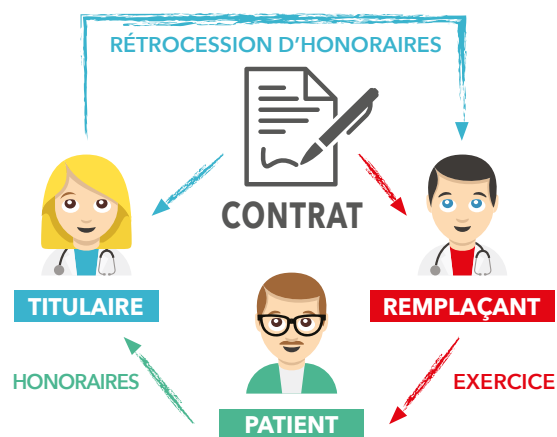 RÉTROCESSION D'HONORAIRES
CONTRAT
TITULAIRE
REMPLAÇANT
HONORAIRES
EXERCICE
PATIENT